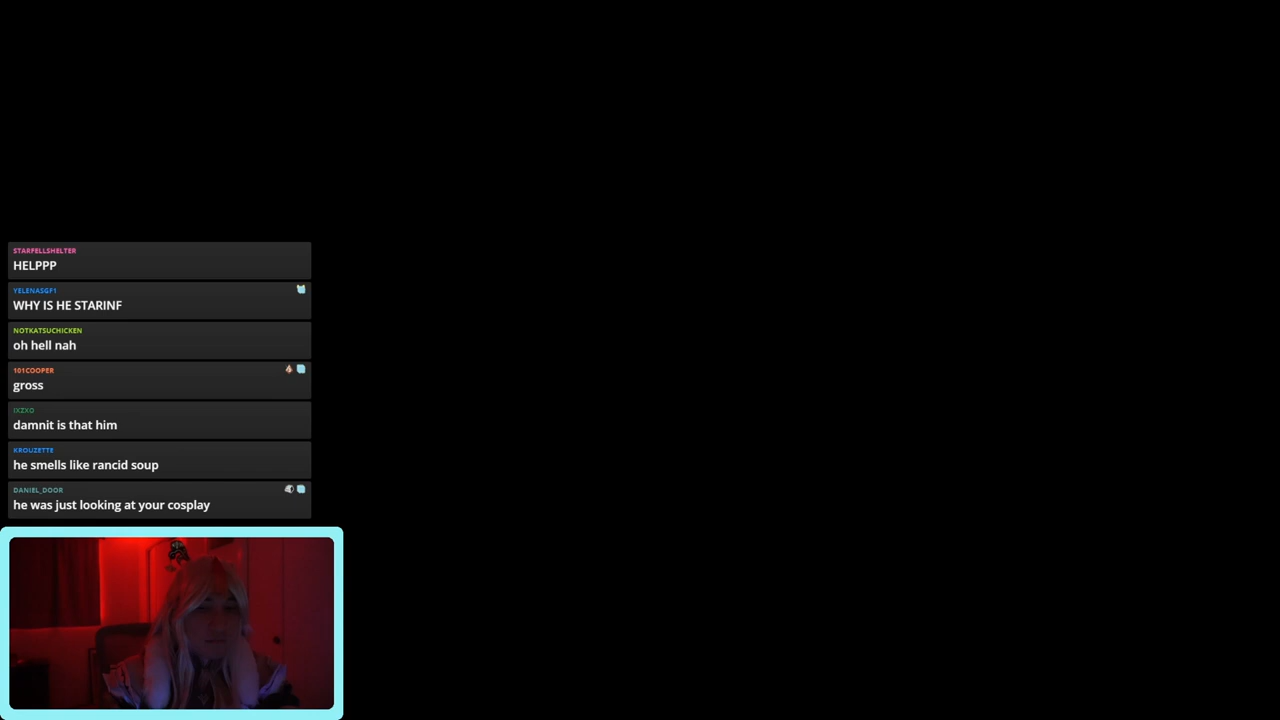 STARFELLSHELTER
HELPPP
YELENASGF1
WHY IS HE STARINF
NOTKATSUCHICKEN
oh hell nah
101COOPER
gross
IXZXO
damnit is that him
KROUZETTE
he smells like rancid soup
DANIEL_DOOR
he was just looking at your cosplay